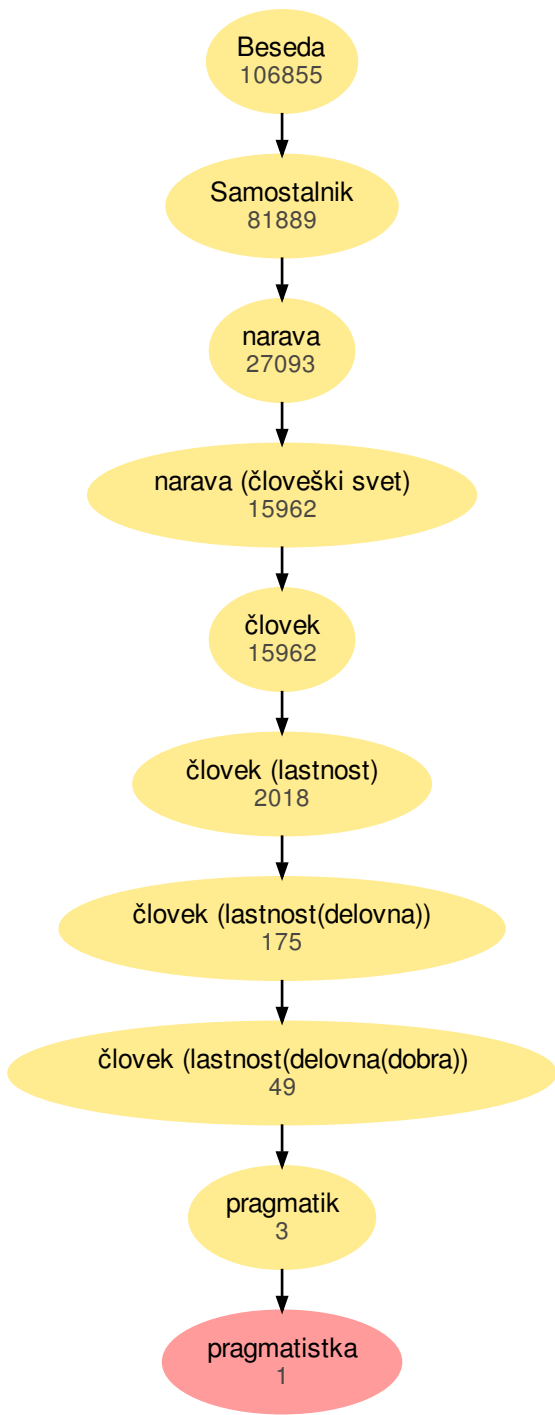 Beseda
106855
Samostalnik
81889
narava
27093
narava (človeški svet)
15962
človek
15962
človek (lastnost)
2018
človek (lastnost(delovna))
175
človek (lastnost(delovna(dobra))
49
pragmatik
3
pragmatistka
1